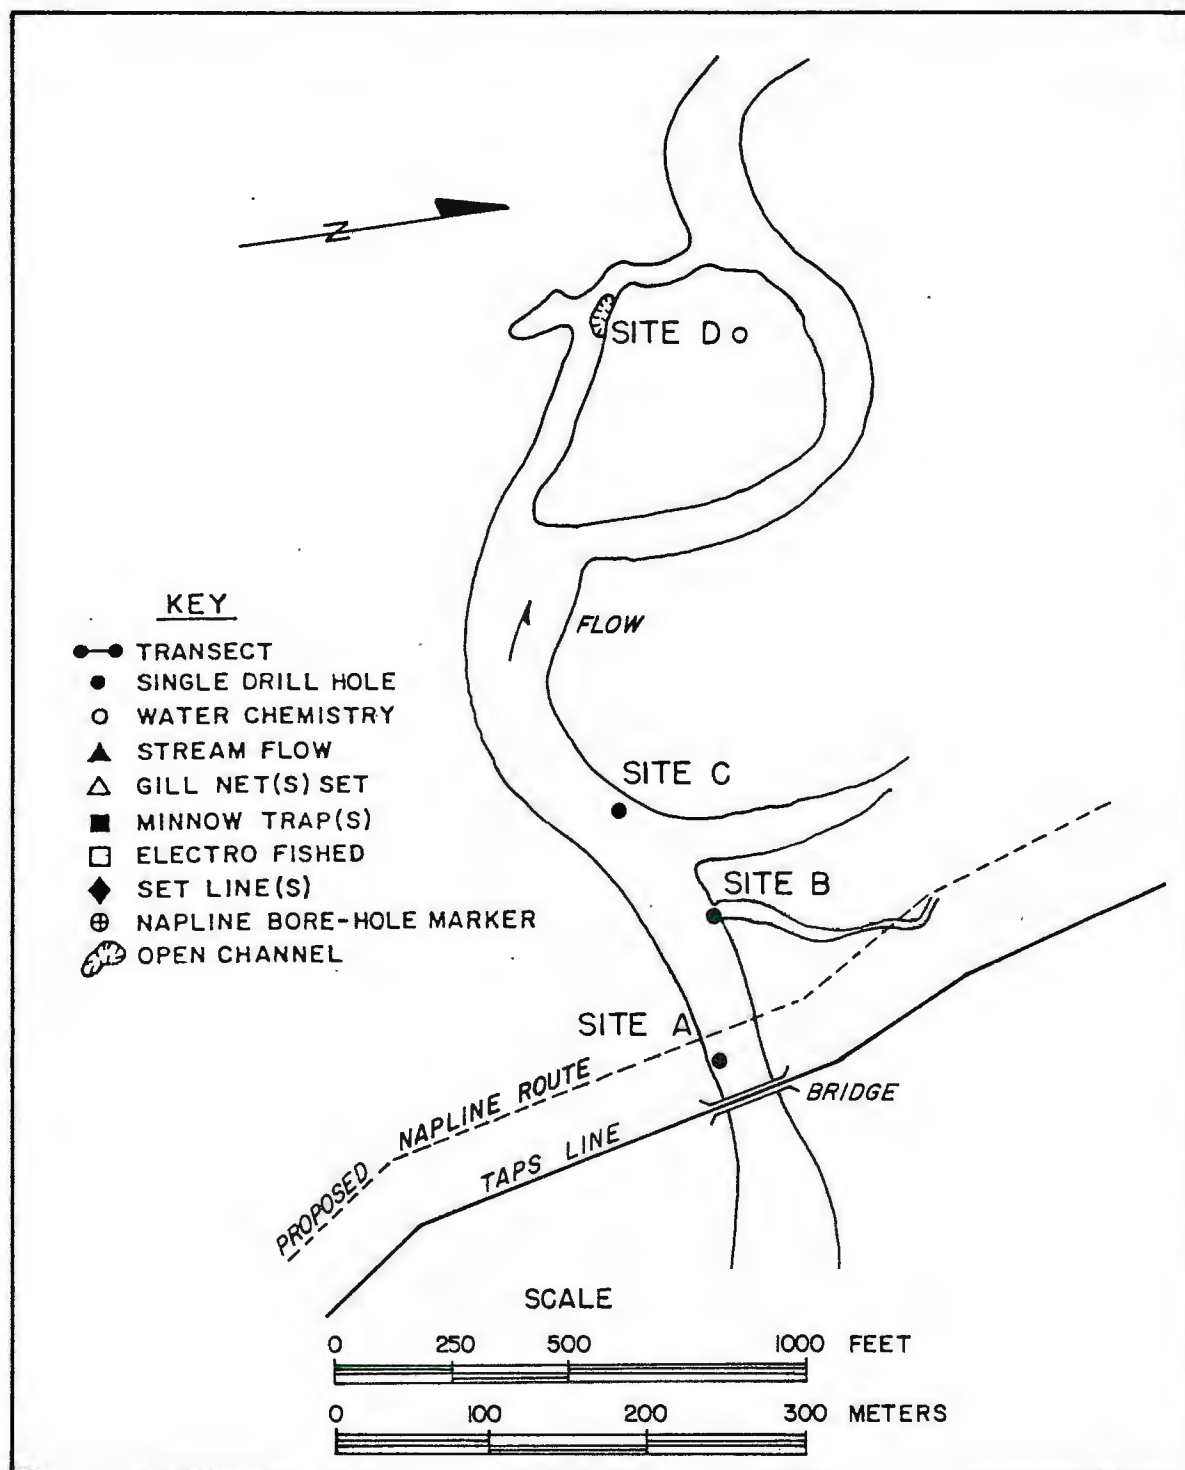 N
SITE D
FLOW
KEY
TRANSECT
SINGLE DRILL HOLE
WATER CHEMISTRY
STREAM FLOW
GILL NET(S) SET
MINNOW TRAP(S)
ELECTRO FISHED
SET LINE(S)
NAPLINE BORE-HOLE MARKER
OPEN CHANNEL
SITE C
SITE B
SITE A
PROPOSED NAPLINE ROUTE
TAPS LINE
BRIDGE
SCALE
0 250 500 1000 FEET
0 100 200 300 METERS